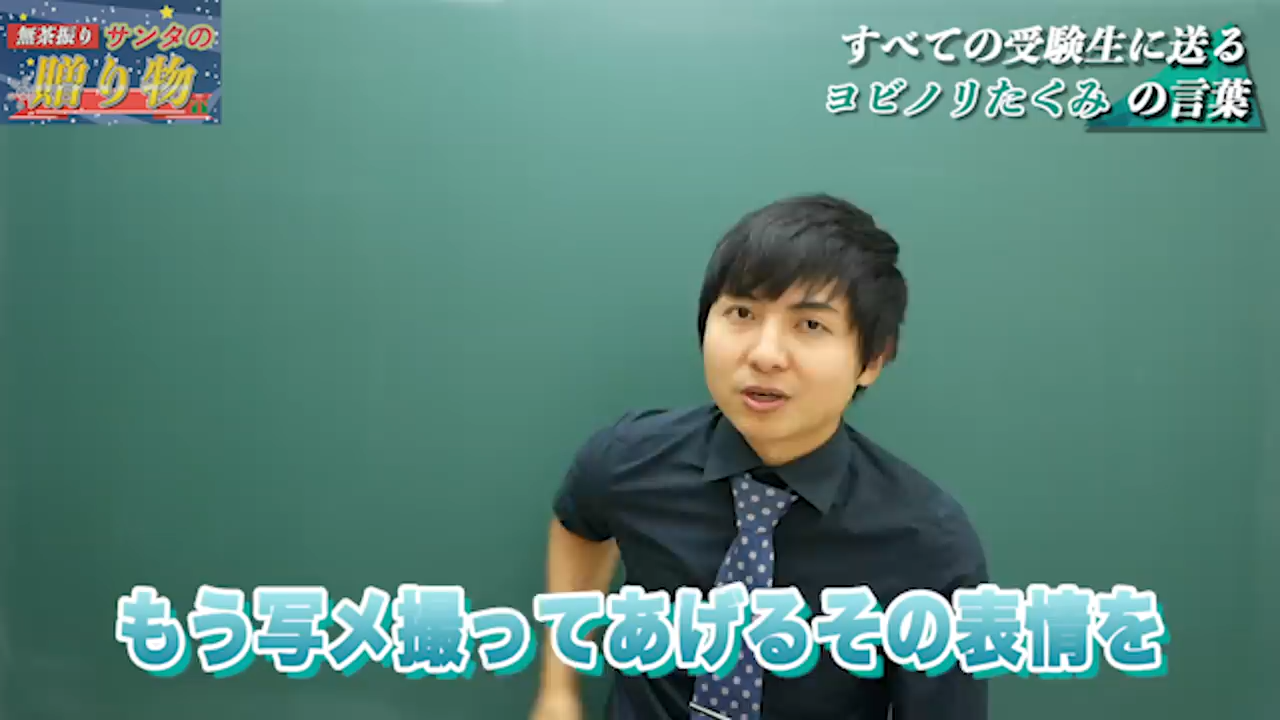 無茶振り サンタの
贈り物
すべての受験生に送る
ヨビノリたくみ の言葉
もう写メ撮ってあげるその表情を